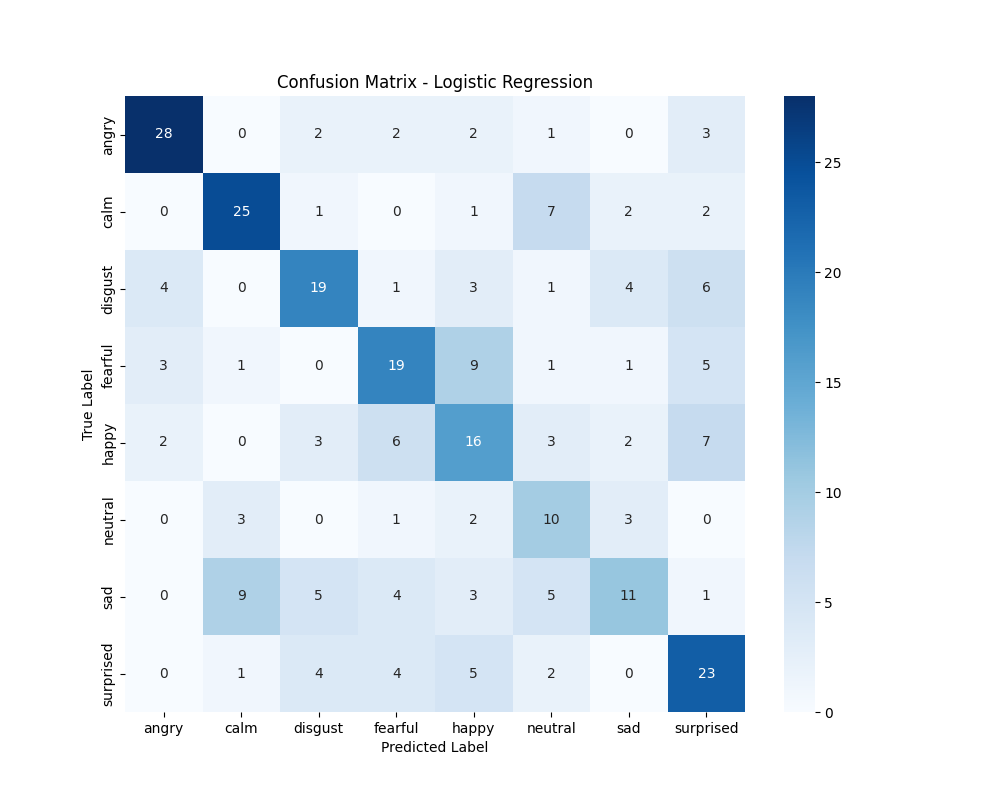 Confusion Matrix - Logistic Regression
True Label
angry 28 0 2 2 2 1 0 3
calm 0 25 1 0 1 7 2 2
disgust 4 0 19 1 3 1 4 6
fearful 3 1 0 19 9 1 1 5
happy 2 0 3 6 16 3 2 7
neutral 0 3 0 1 2 10 3 0
sad 0 9 5 4 3 5 11 1
surprised 0 1 4 4 5 2 0 23
angry calm disgust fearful happy neutral sad surprised
Predicted Label
25
20
15
10
5
0